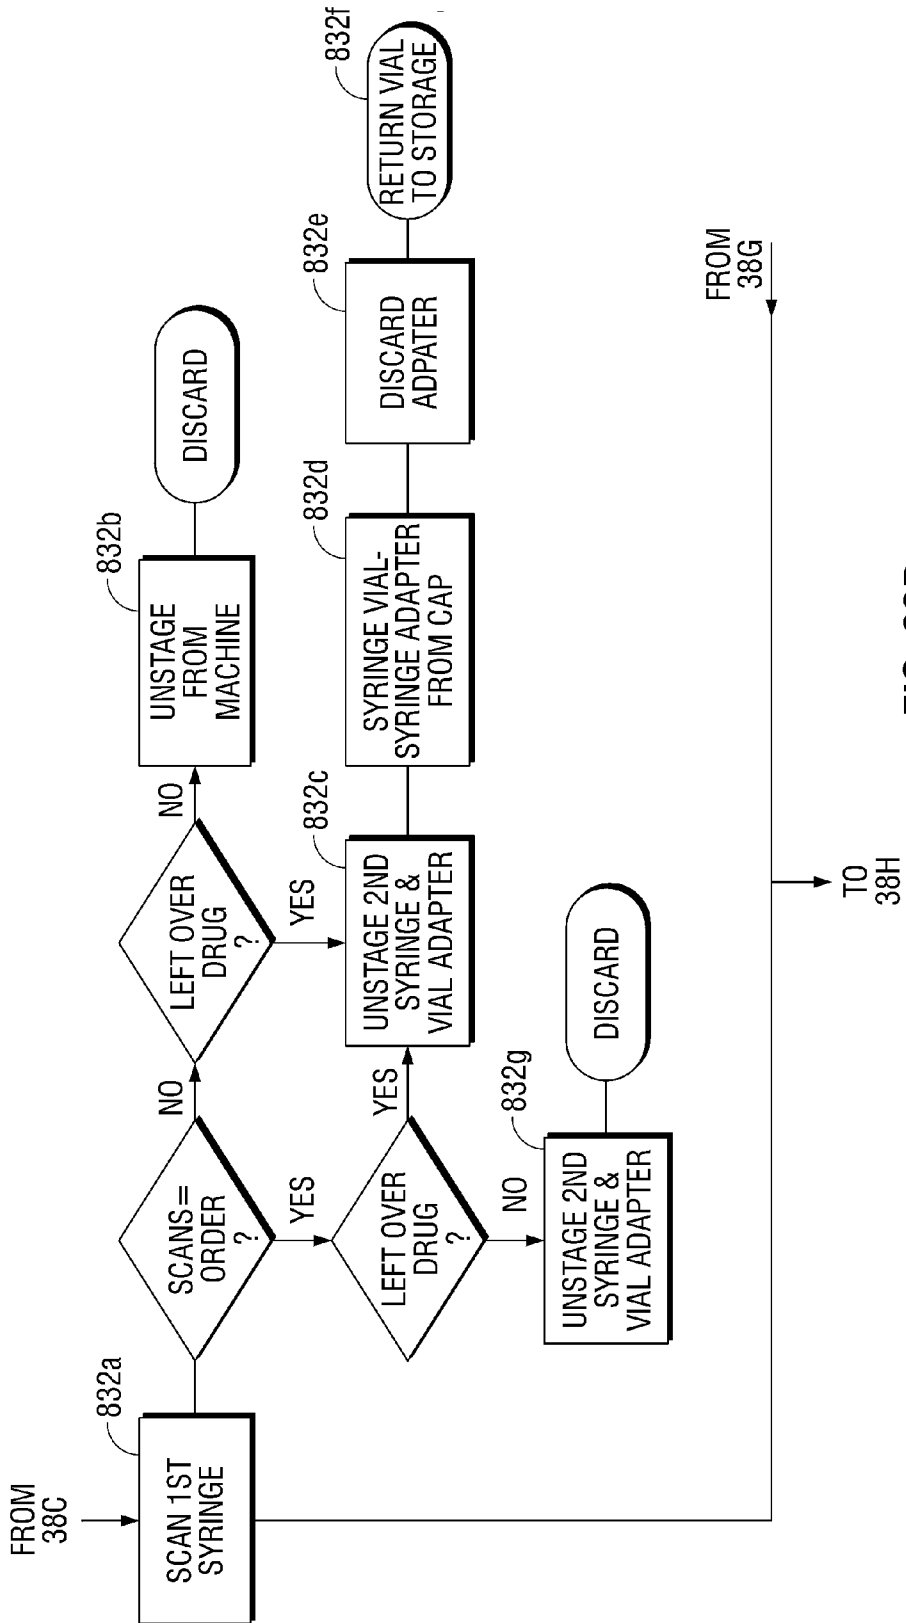 FROM
38C
832a
SCAN 1ST
SYRINGE
SCANS=
ORDER
?
NO
YES
LEFT OVER
DRUG
?
NO
YES
832b
UNSTAGE
FROM
MACHINE
DISCARD
LEFT OVER
DRUG
?
YES
NO
832c
UNSTAGE 2ND
SYRINGE &
VIAL ADAPTER
832d
SYRINGE VIAL-
SYRINGE ADAPTER
FROM CAP
832e
DISCARD
ADPATER
832f
RETURN VIAL
TO STORAGE
832g
UNSTAGE 2ND
SYRINGE &
VIAL ADAPTER
DISCARD
FROM
38G
TO
38H